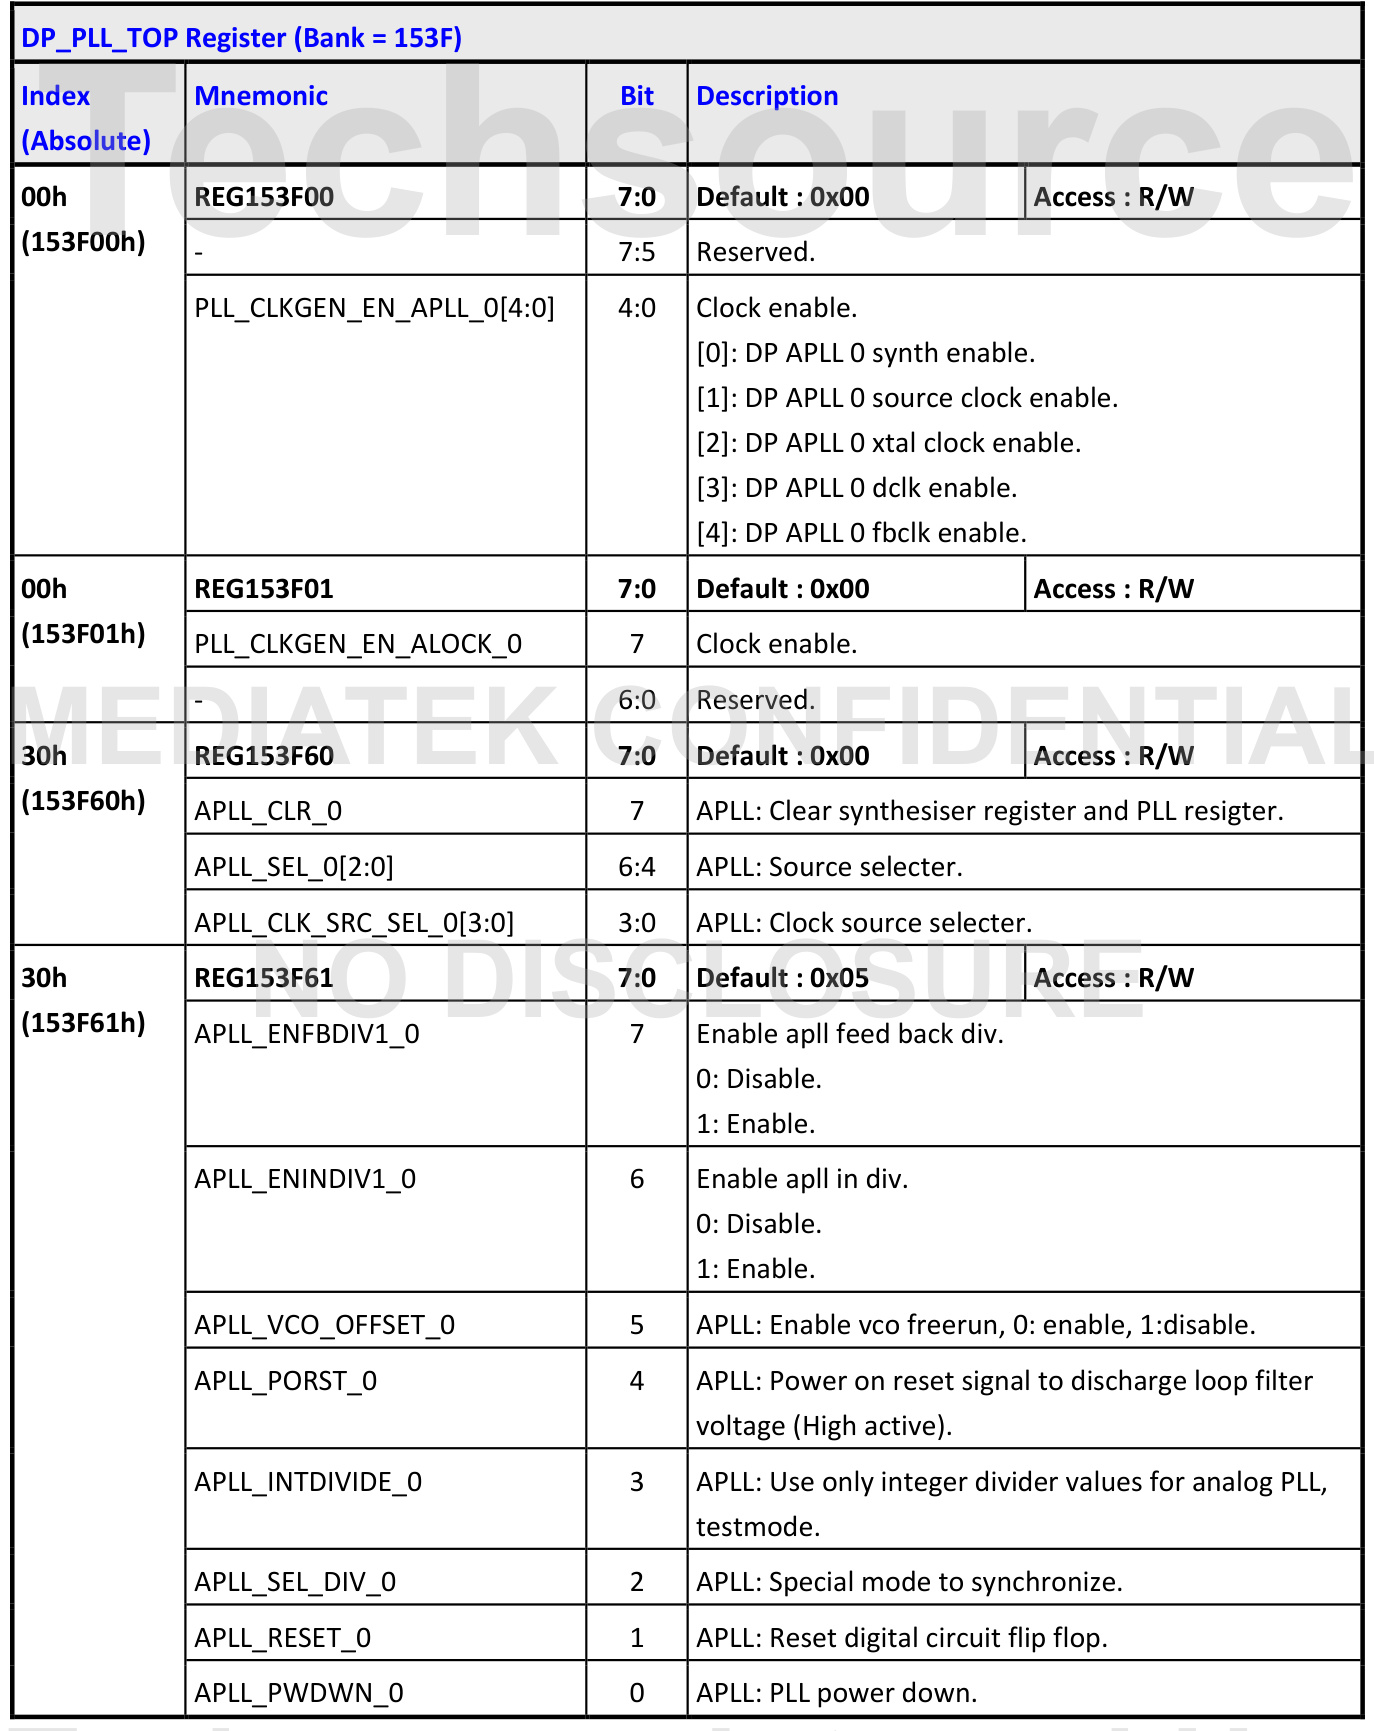 DP_PLL_TOP Register (Bank = 153F)
Index (Absolute) Mnemonic Bit Description
00h (153F00h) REG153F00 7:0 Default : 0x00 Access : R/W
- 7:5 Reserved.
PLL_CLKGEN_EN_APLL_0[4:0] 4:0 Clock enable.
[0]: DP APLL 0 synth enable.
[1]: DP APLL 0 source clock enable.
[2]: DP APLL 0 xtal clock enable.
[3]: DP APLL 0 dclk enable.
[4]: DP APLL 0 fbclk enable.
00h (153F01h) REG153F01 7:0 Default : 0x00 Access : R/W
PLL_CLKGEN_EN_ALOCK_0 7 Clock enable.
- 6:0 Reserved.
30h (153F60h) REG153F60 7:0 Default : 0x00 Access : R/W
APLL_CLR_0 7 APLL: Clear synthesiser register and PLL resigter.
APLL_SEL_0[2:0] 6:4 APLL: Source selecter.
APLL_CLK_SRC_SEL_0[3:0] 3:0 APLL: Clock source selecter.
30h (153F61h) REG153F61 7:0 Default : 0x05 Access : R/W
APLL_ENFBDIV1_0 7 Enable apll feed back div.
0: Disable.
1: Enable.
APLL_ENINDIV1_0 6 Enable apll in div.
0: Disable.
1: Enable.
APLL_VCO_OFFSET_0 5 APLL: Enable vco freerun, 0: enable, 1:disable.
APLL_PORST_0 4 APLL: Power on reset signal to discharge loop filter
voltage (High active).
APLL_INTDIVIDE_0 3 APLL: Use only integer divider values for analog PLL,
testmode.
APLL_SEL_DIV_0 2 APLL: Special mode to synchronize.
APLL_RESET_0 1 APLL: Reset digital circuit flip flop.
APLL_PWDWN_0 0 APLL: PLL power down.
Techsource
MEDIATEK CONFIDENTIAL
NO DISCLOSURE